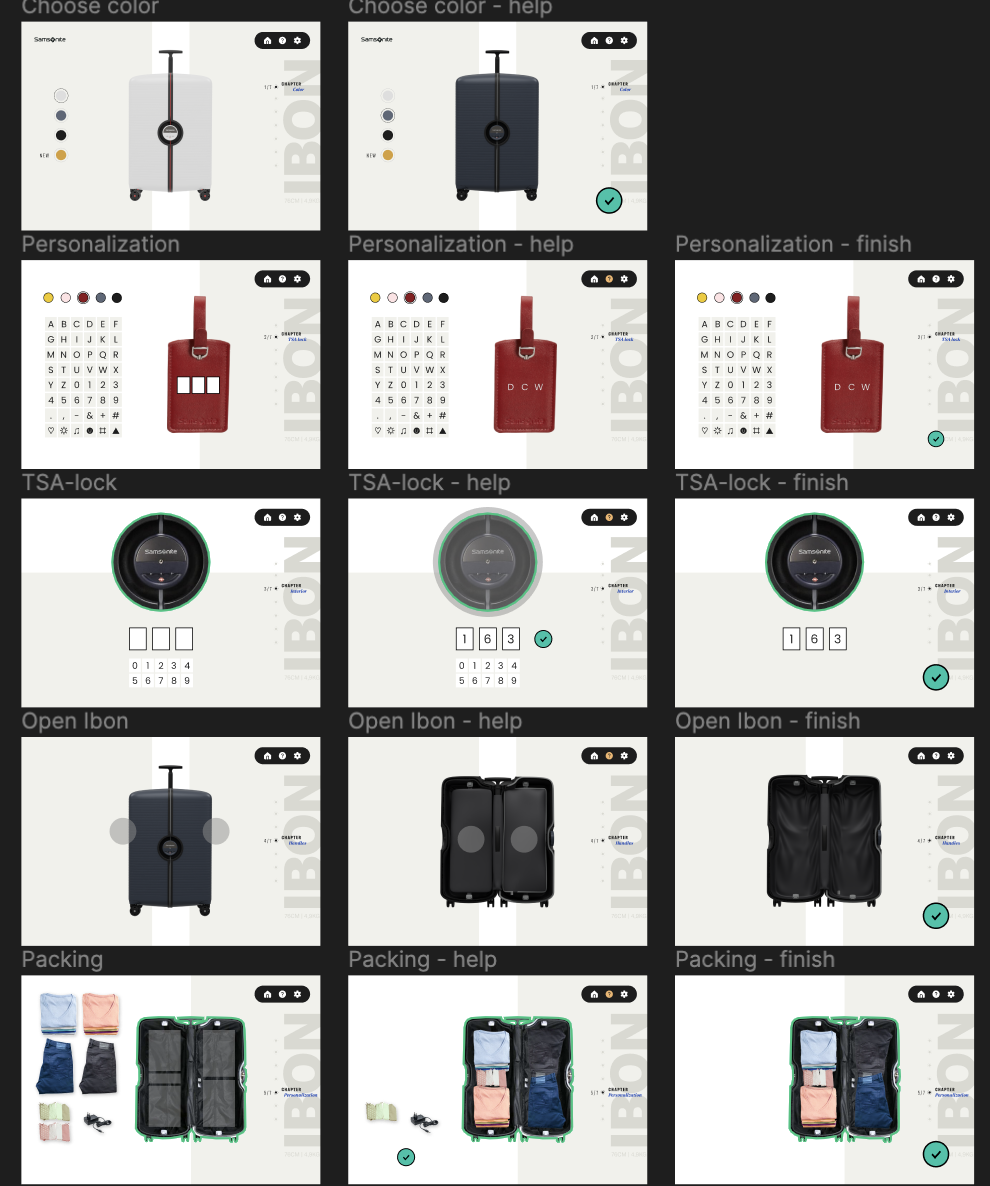 Choose color
Choose color - help
Samsonite
1/7 CHAPTER
Color
NEW
IBON
Samsonite
1/7 CHAPTER
Color
NEW
IBON
Personalization
Personalization - help
Personalization - finish
A B C D E F
G H I J K L
M N O P Q R
S T U V W X
Y Z 0 1 2 3
4 5 6 7 8 9
. , - & + #
2/7 CHAPTER
TSA lock
IBON
A B C D E F
G H I J K L
M N O P Q R
S T U V W X
Y Z 0 1 2 3
4 5 6 7 8 9
. , - & + #
D C W
2/7 CHAPTER
TSA lock
IBON
A B C D E F
G H I J K L
M N O P Q R
S T U V W X
Y Z 0 1 2 3
4 5 6 7 8 9
. , - & + #
D C W
CHAPTER
TSA lock
IBON
TSA-lock
TSA-lock - help
TSA-lock - finish
Samsonite
0 1 2 3 4
5 6 7 8 9
3/7 CHAPTER
Interior
IBON
Samsonite
1 6 3
0 1 2 3 4
5 6 7 8 9
3/7 CHAPTER
Interior
IBON
Samsonite
1 6 3
3/7 CHAPTER
Interior
IBON
Open Ibon
Open Ibon - help
Open Ibon - finish
4/7 CHAPTER
Handles
IBON
4/7 CHAPTER
Handles
IBON
4/7 CHAPTER
Handles
IBON
Packing
Packing - help
Packing - finish
5/7 CHAPTER
Personalization
IBON
5/7 CHAPTER
Personalization
IBON
5/7 CHAPTER
Personalization
IBON